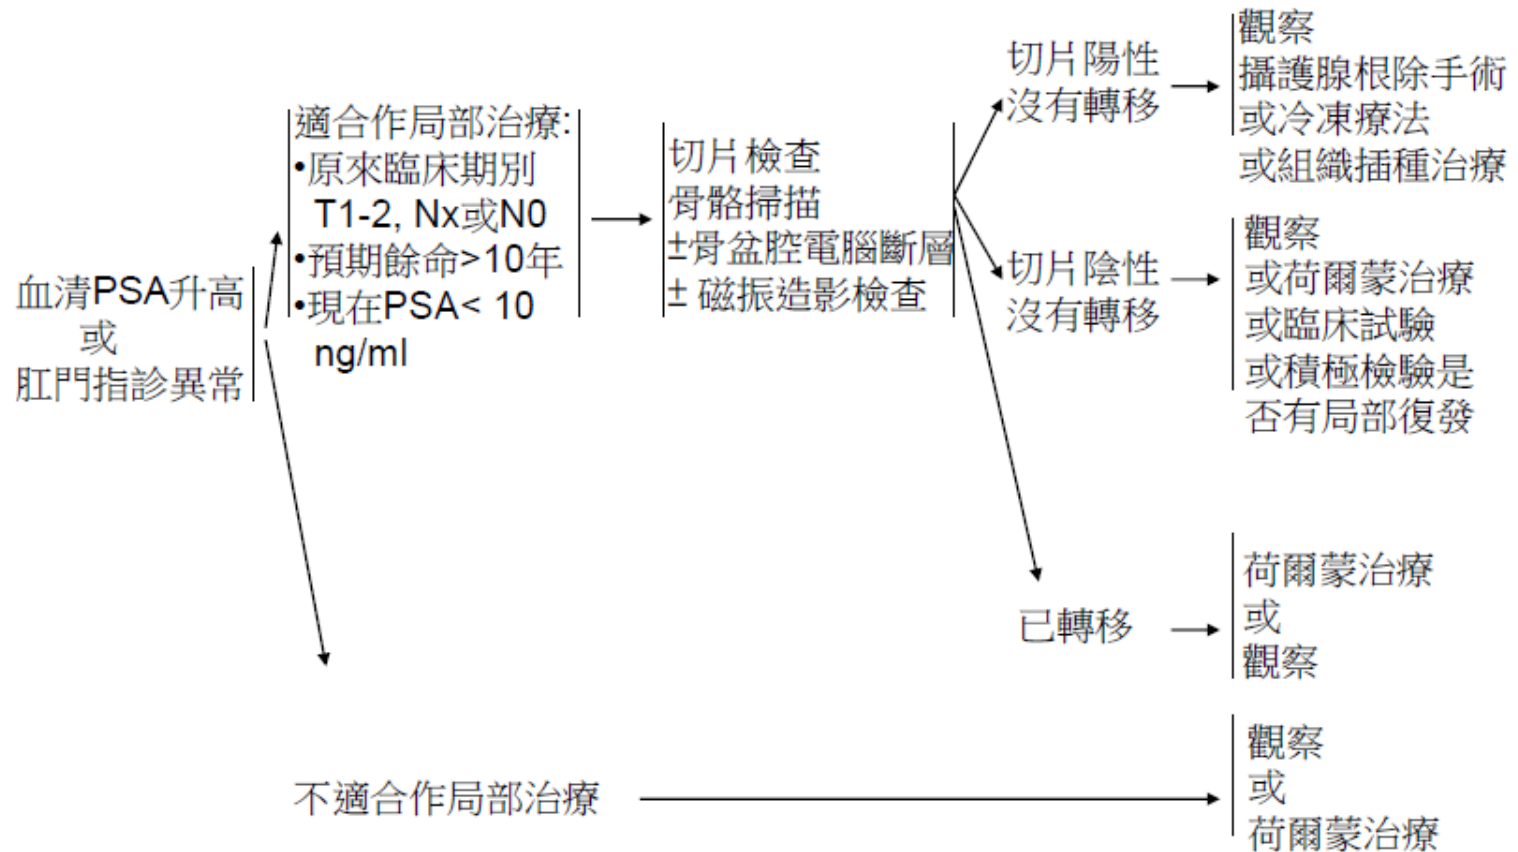 血清PSA升高
或
肛門指診異常
適合作局部治療:
•原來臨床期別
T1-2, Nx或N0
•預期餘命>10年
•現在PSA< 10
ng/ml
切片檢查
骨骼掃描
±骨盆腔電腦斷層
± 磁振造影檢查
切片陽性
沒有轉移
觀察
攝護腺根除手術
或冷凍療法
或組織插種治療
切片陰性
沒有轉移
觀察
或荷爾蒙治療
或臨床試驗
或積極檢驗是
否有局部復發
已轉移
荷爾蒙治療
或
觀察
不適合作局部治療
觀察
或
荷爾蒙治療